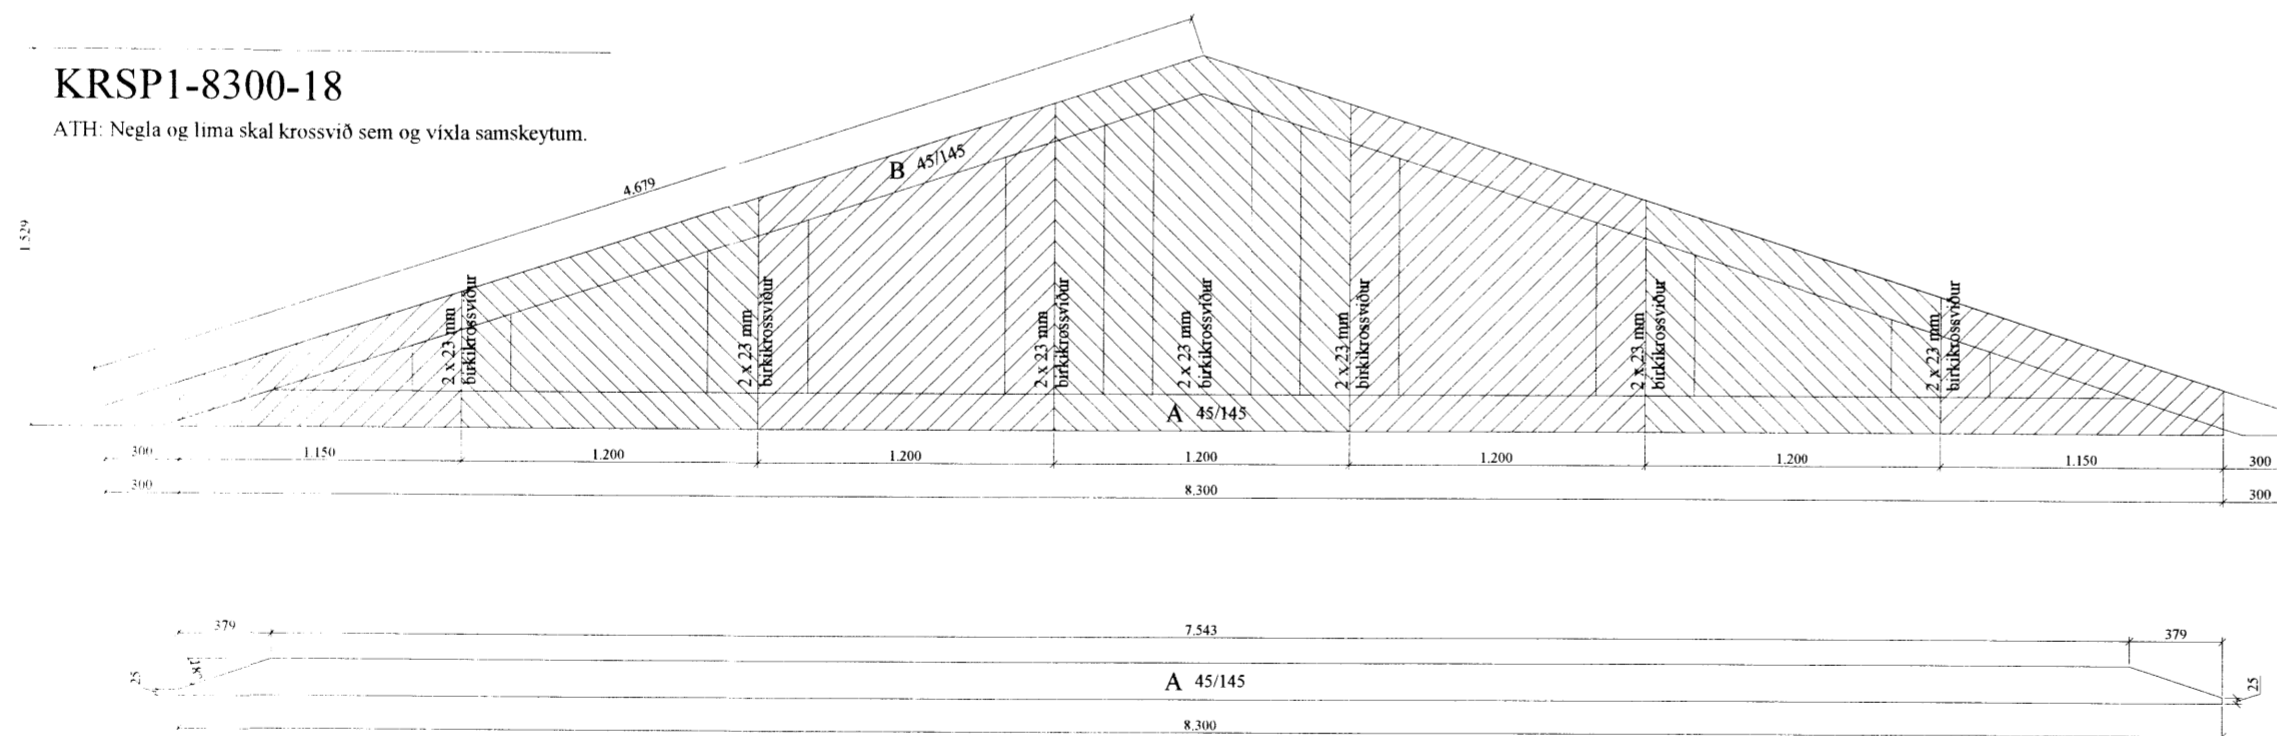 KRSP1-8300-18
ATH: Negla og líma skal krossvið sem og víxla samskeytum.
4.679
1.529
B 45/145
2 x 23 mm
birkikrossviður
2 x 23 mm
birkikrossviður
2 x 23 mm
birkikrossviður
2 x 23 mm
birkikrossviður
2 x 23 mm
birkikrossviður
2 x 23 mm
birkikrossviður
2 x 23 mm
birkikrossviður
A 45/145
300 1.150 1.200 1.200 1.200 1.200 1.200 1.150 300
300 8.300 300
379 7.543 379
25 18° A 45/145 25
8.300